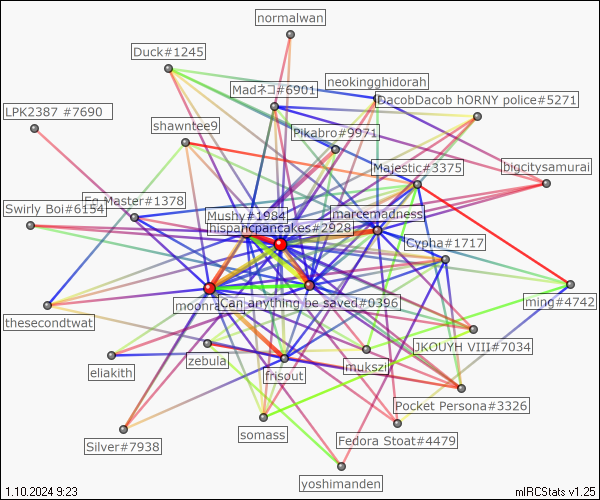 normalwan
Duck#1245
neokingghidorah
Madネコ#6901
DacobDacob hORNY police#5271
LPK2387 #7690
shawntee9
Pikabro#9971
Majestic#3375
bigcitysamurai
Eg Master#1378
Swirly Boi#6154
Mushy#1984
marcemadness
hispanicpancakes#2928
Cypha#1717
Can anything be saved#0396
ming#4742
thesecondtwat
JKOUYH VIII#7034
zebula
mukszil
eliakith
frisout
Pocket Persona#3326
somass
Fedora Stoat#4479
Silver#7938
yoshimanden
1.10.2024 9:23
mIRCStats v1.25